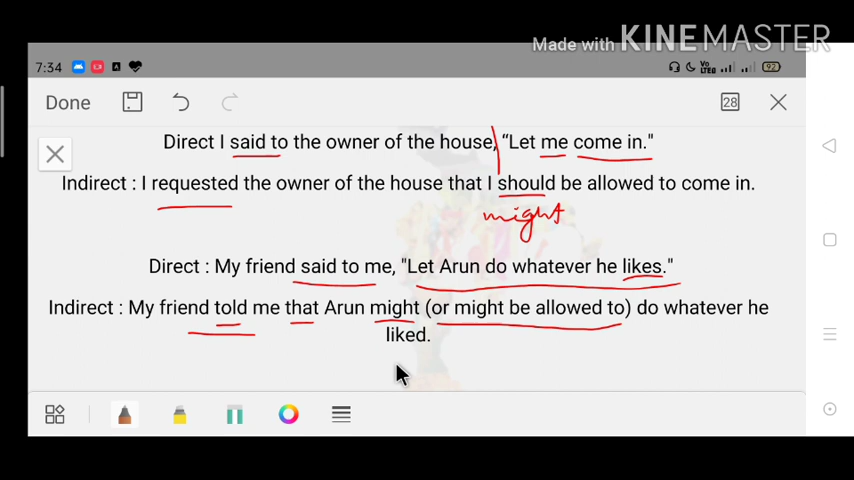 Made with KINEMASTER
7:34
A
Vo LTEG
92
Done
28
Direct I said to the owner of the house, “Let me come in."
Indirect : I requested the owner of the house that I should be allowed to come in.
might
Direct : My friend said to me, "Let Arun do whatever he likes."
Indirect : My friend told me that Arun might (or might be allowed to) do whatever he
liked.